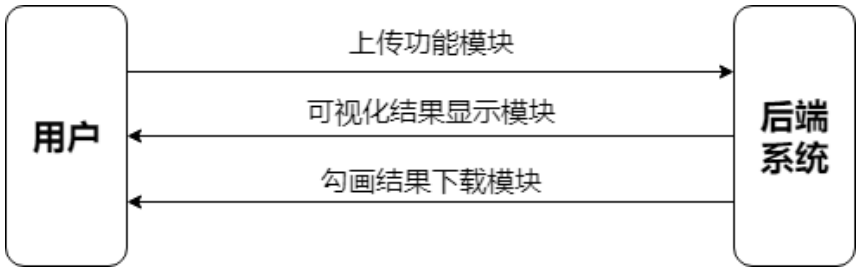 上传功能模块
可视化结果显示模块
用户
后端
系统
勾画结果下载模块